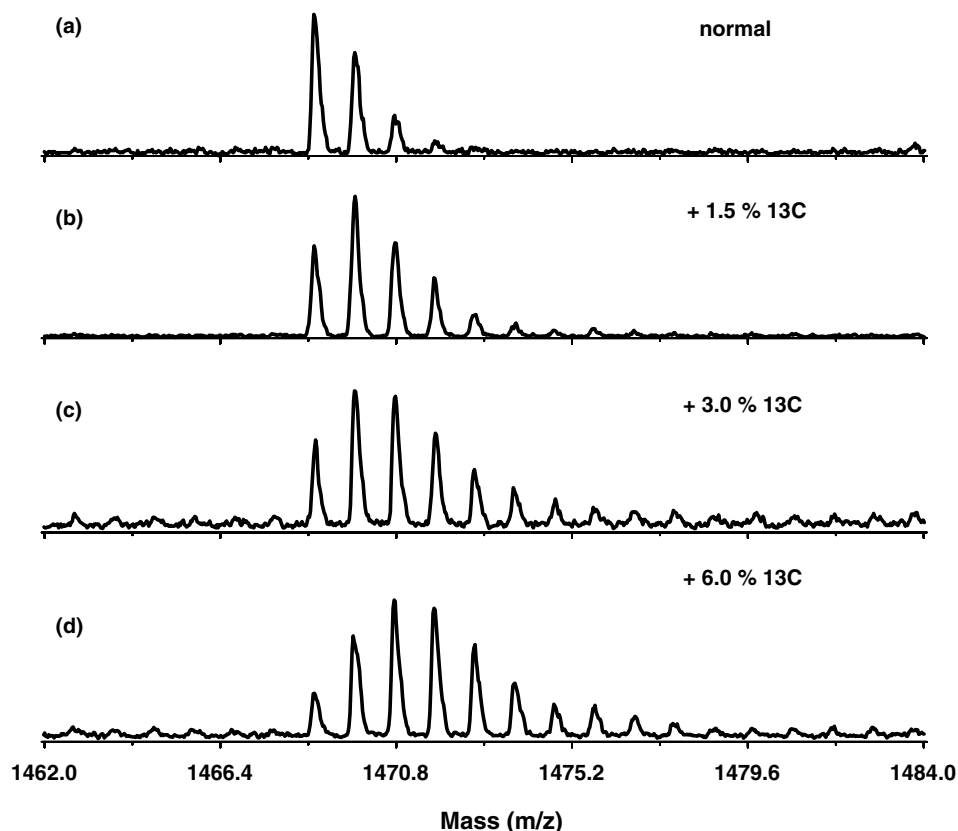 (a)
normal
(b)
+ 1.5 % 13C
(c)
+ 3.0 % 13C
+ 6.0 % 13C
(d)
1462.0 1466.4 1470.8 1475.2 1479.6 1484.0
Mass (m/z)